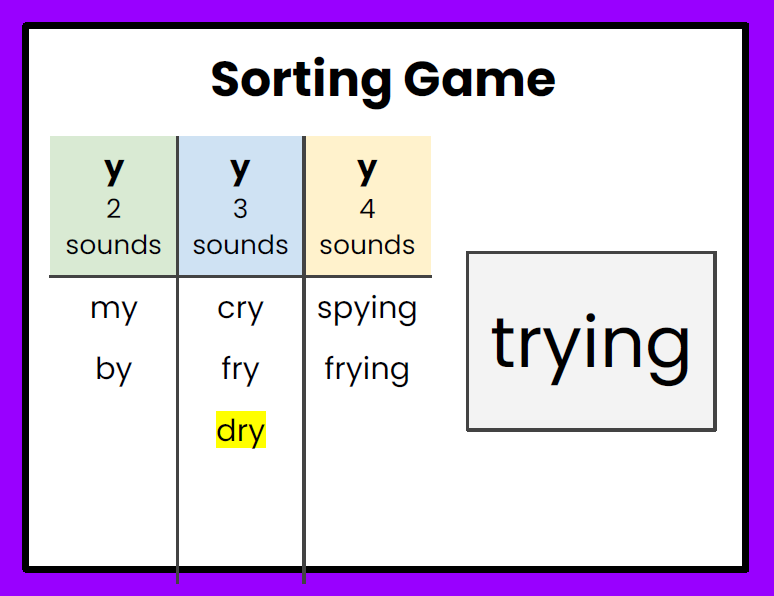 Sorting Game
y y y
2 3 4
sounds sounds sounds
my cry spying
by fry frying
dry
trying